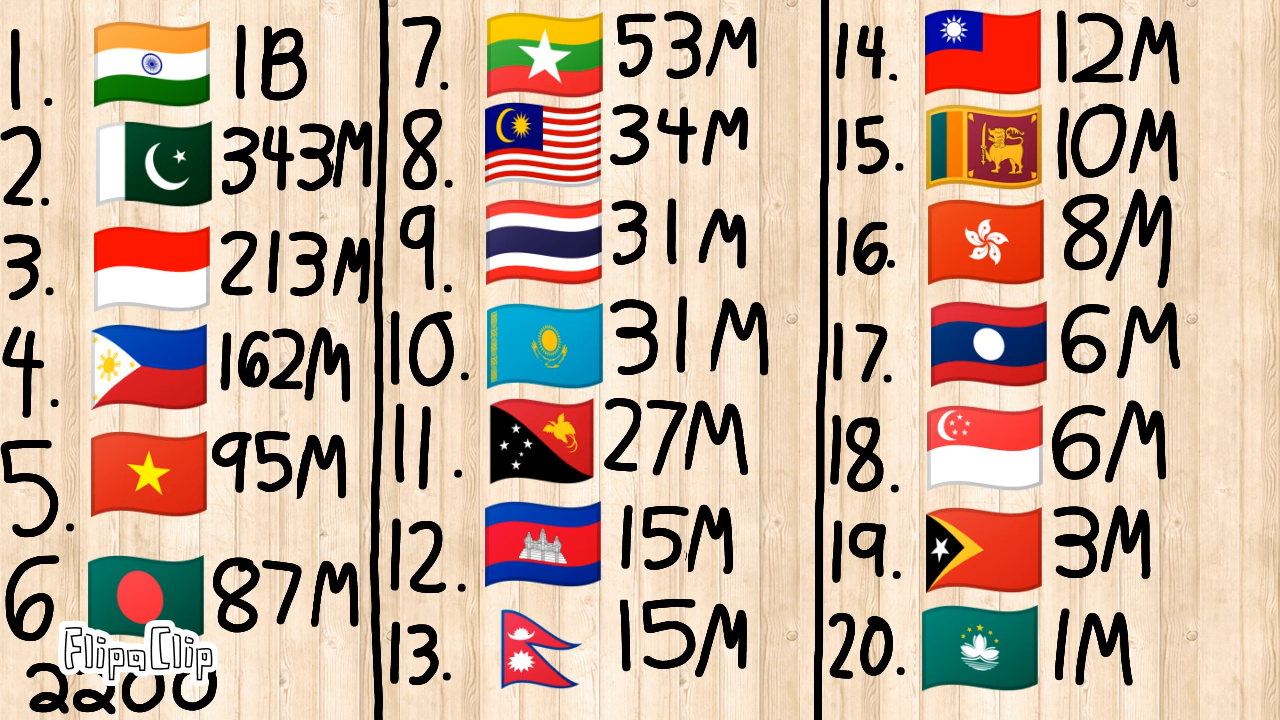 1. 1B
2. 343M
3. 213M
4. 162M
5. 95M
6. 87M
FlipaClip
2200
7. 53M
8. 34M
9. 31M
10. 31M
11. 27M
12. 15M
13. 15M
14. 12M
15. 10M
16. 8M
17. 6M
18. 6M
19. 3M
20. 1M